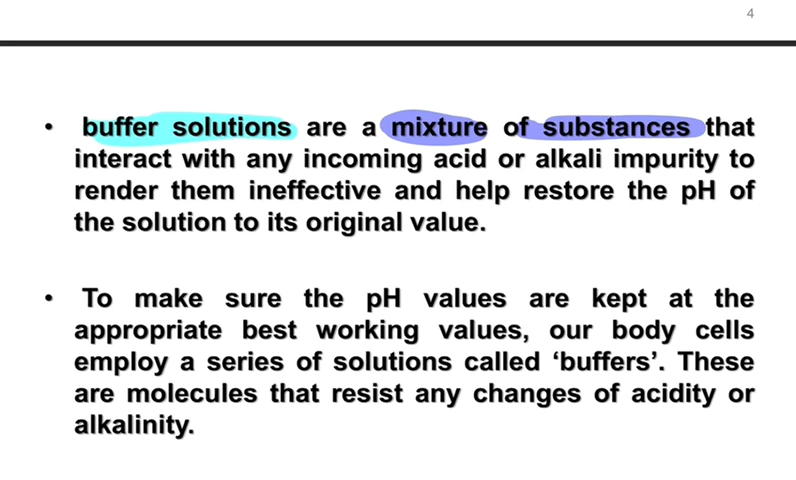 4
• buffer solutions are a mixture of substances that
interact with any incoming acid or alkali impurity to
render them ineffective and help restore the pH of
the solution to its original value.
• To make sure the pH values are kept at the
appropriate best working values, our body cells
employ a series of solutions called ‘buffers’. These
are molecules that resist any changes of acidity or
alkalinity.